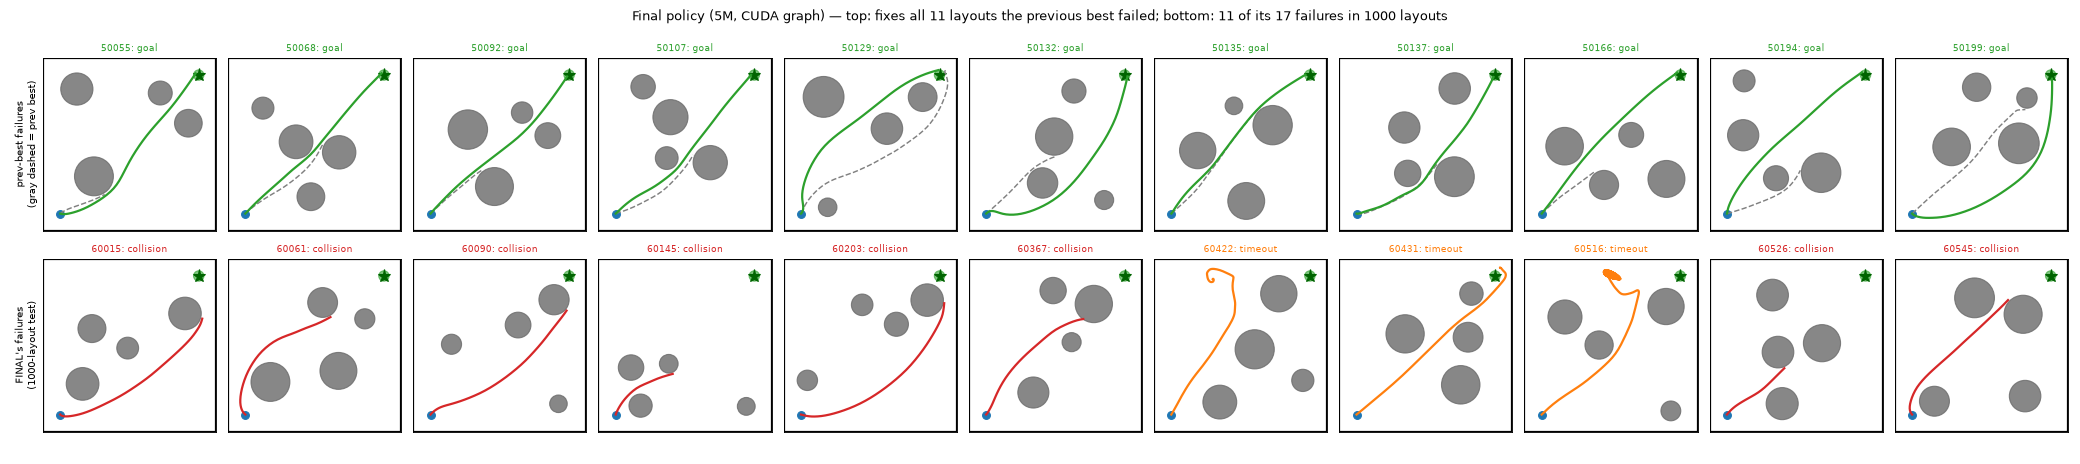 Final policy (5M, CUDA graph) — top: fixes all 11 layouts the previous best failed; bottom: 11 of its 17 failures in 1000 layouts
50055: goal
50068: goal
50092: goal
50107: goal
50129: goal
50132: goal
50135: goal
50137: goal
50166: goal
50194: goal
50199: goal
prev-best failures
(gray dashed = prev best)
60015: collision
60061: collision
60090: collision
60145: collision
60203: collision
60367: collision
60422: timeout
60431: timeout
60516: timeout
60526: collision
60545: collision
FINAL's failures
(1000-layout test)